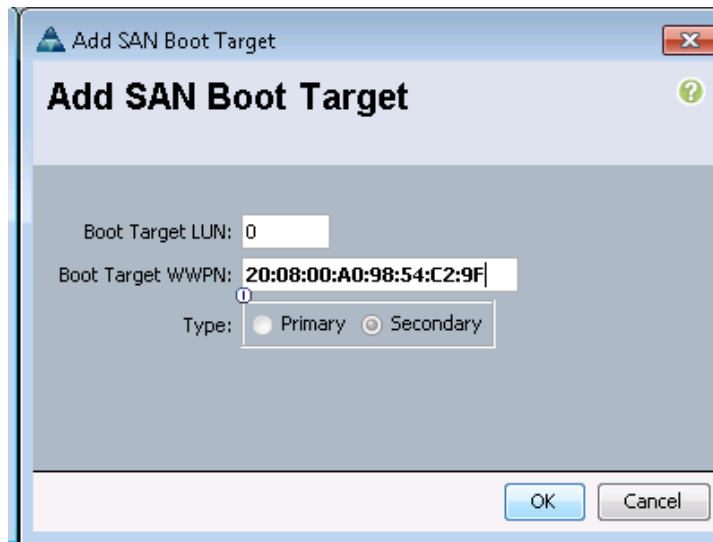 Add SAN Boot Target
Add SAN Boot Target
Boot Target LUN: 0
Boot Target WWPN: 20:08:00:A0:98:54:C2:9F
Type: Primary Secondary
OK Cancel